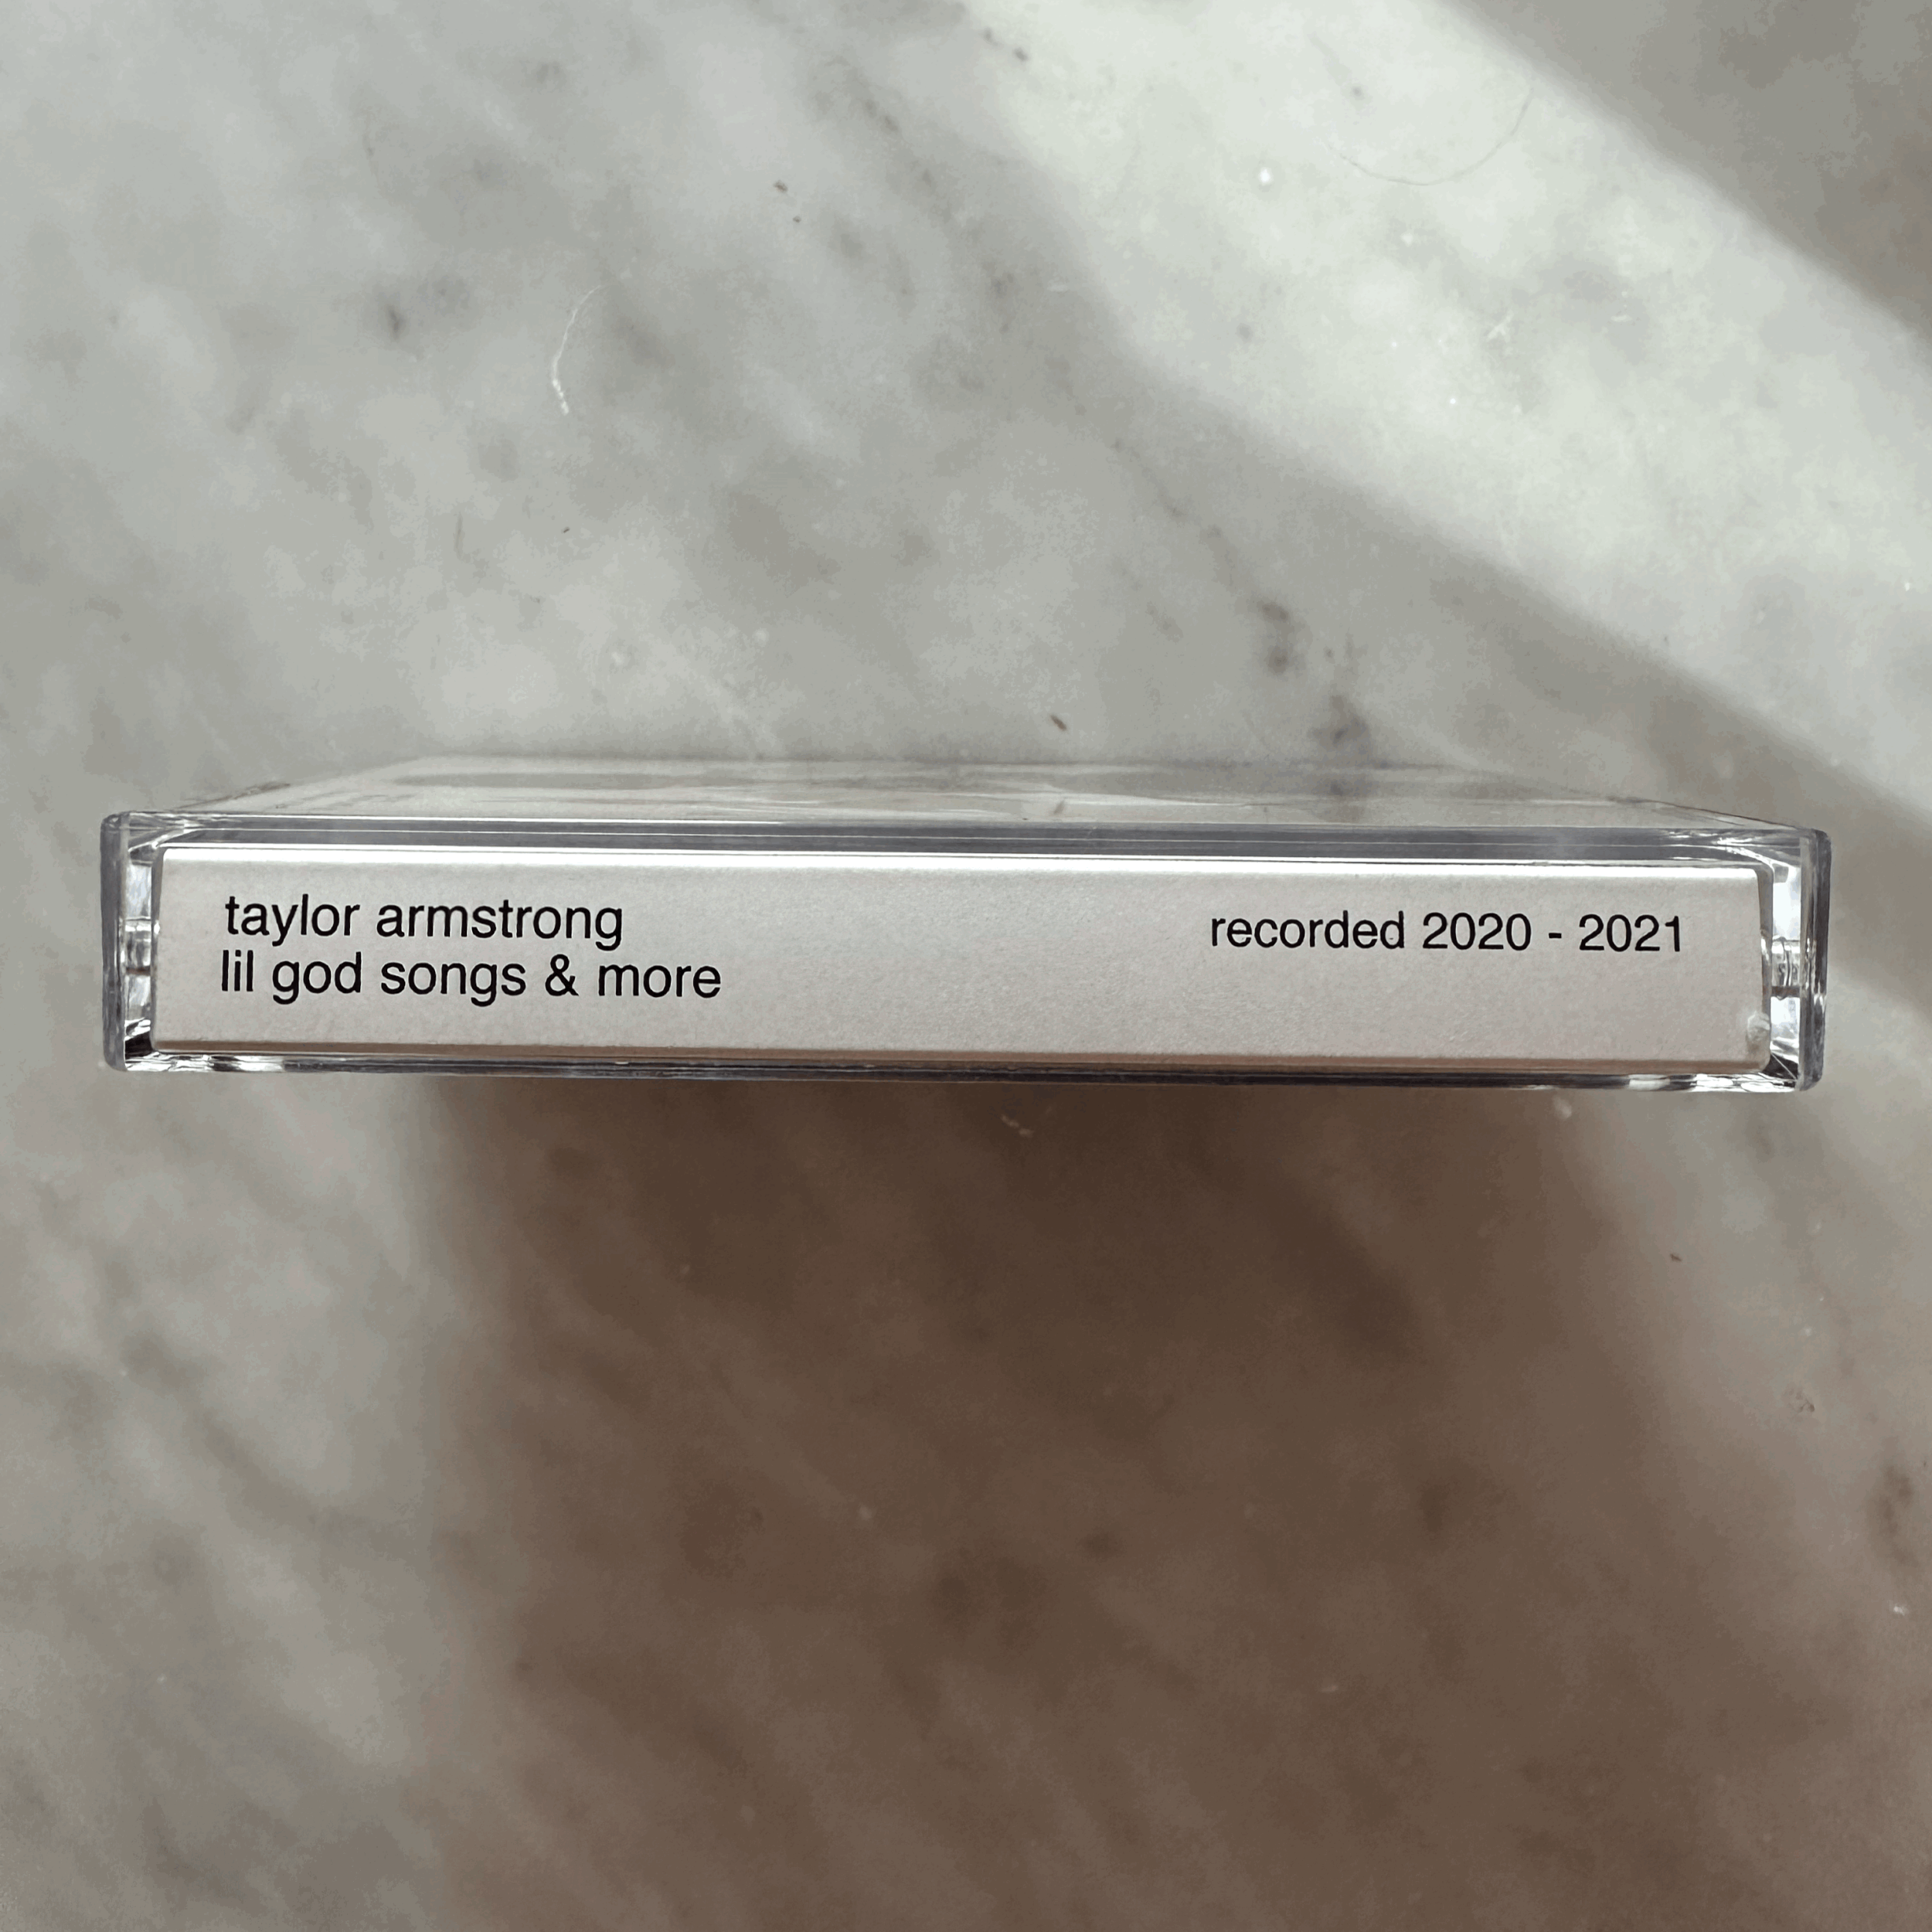 taylor armstrong
lil god songs & more
recorded 2020 - 2021